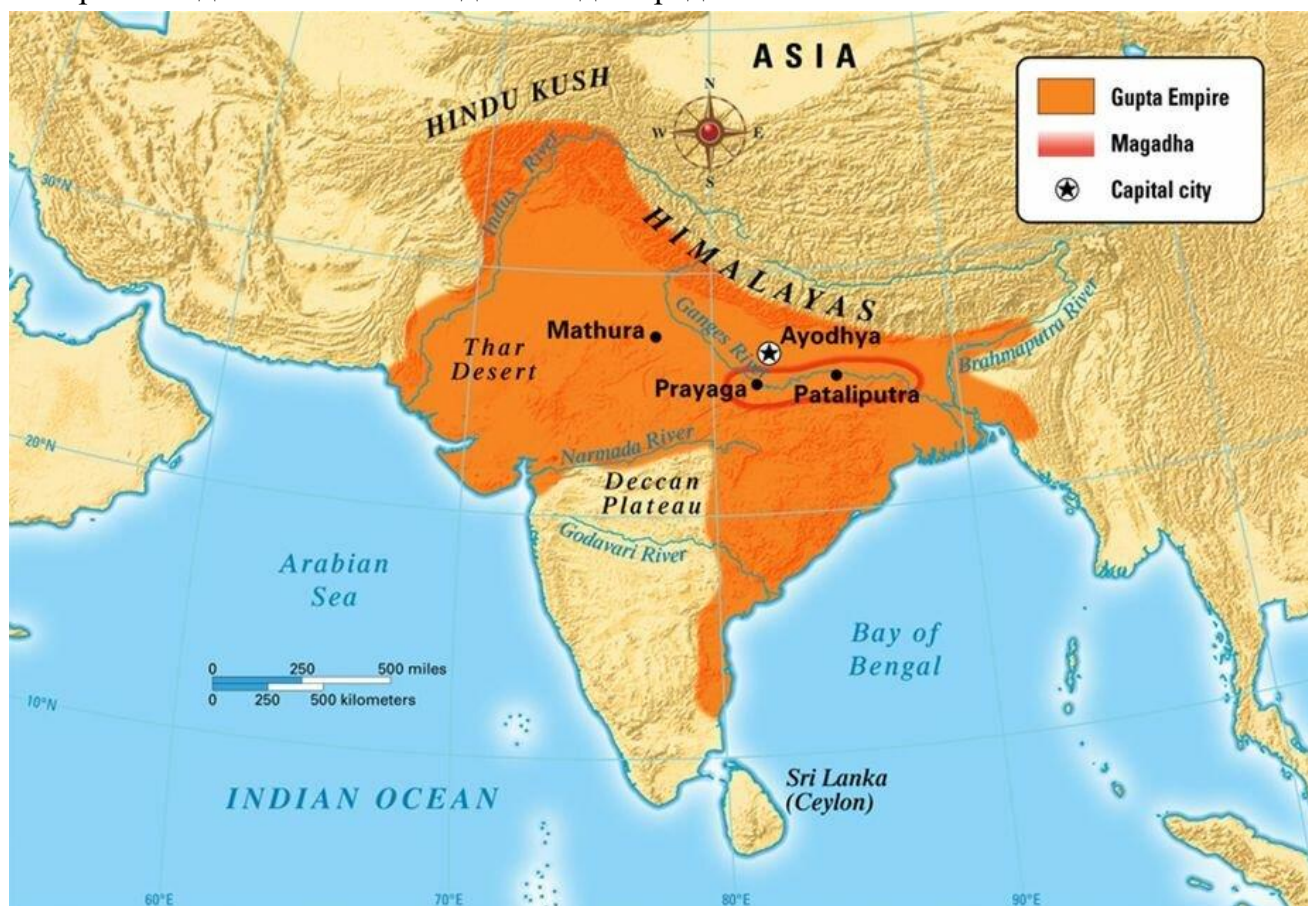 ASIA
HINDU KUSH
N
W
E
S
Gupta Empire
Magadha
Capital city
30°N
Indus River
HIMALAYAS
Ganges River
Brahmaputra River
Mathura
Ayodhya
Thar
Desert
Prayaga
Pataliputra
20°N
Narmada River
Deccan
Plateau
Godavari River
Arabian
Sea
Bay of
Bengal
0 250 500 miles
0 250 500 kilometers
10°N
Sri Lanka
(Ceylon)
INDIAN OCEAN
60°E
70°E
80°E
90°E